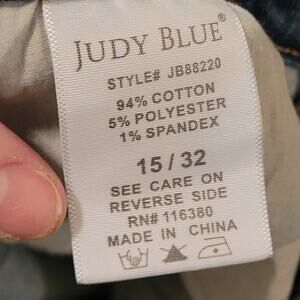 JUDY BLUE®
STYLE# JB88220
94% COTTON
5% POLYESTER
1% SPANDEX
15 / 32
SEE CARE ON
REVERSE SIDE
RN# 116380
MADE IN CHINA